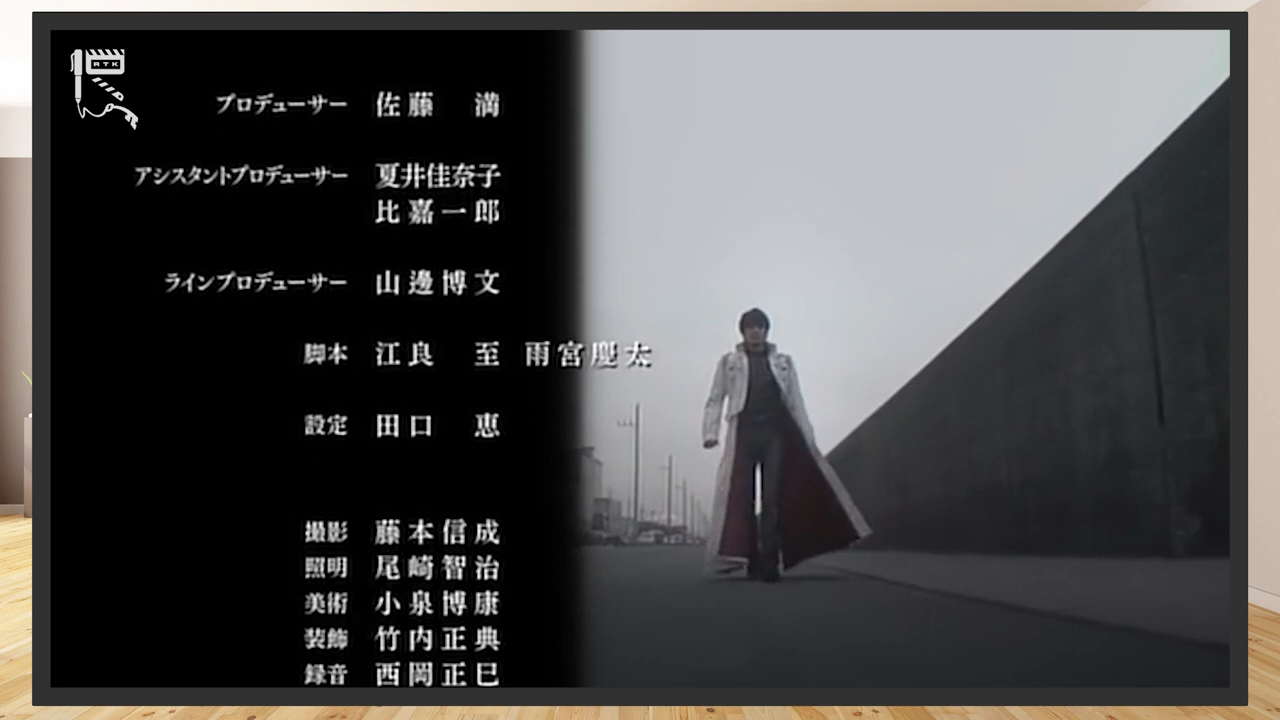 RTK
プロデューサー 佐藤 満
アシスタントプロデューサー 夏井佳奈子
比嘉一郎
ラインプロデューサー 山邊博文
脚本 江良 至 雨宮慶太
設定 田口 恵
撮影 藤本信成
照明 尾崎智治
美術 小泉博康
装飾 竹内正典
録音 西岡正巳